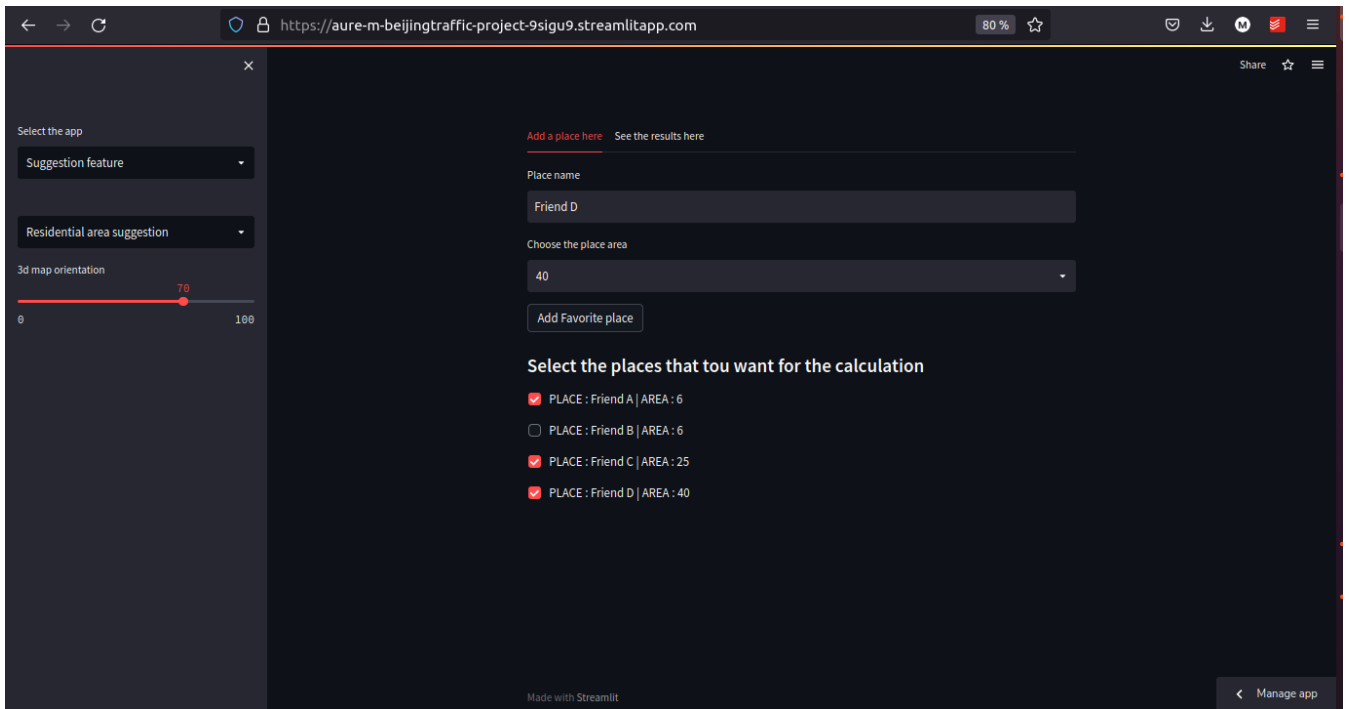 https://aure-m-beijingtraffic-project-9sigu9.streamlitapp.com
80 %
M
Share
Select the app
Suggestion feature
Residential area suggestion
3d map orientation
70
0 100
Add a place here See the results here
Place name
Friend D
Choose the place area
40
Add Favorite place
Select the places that tou want for the calculation
PLACE : Friend A | AREA : 6
PLACE : Friend B | AREA : 6
PLACE : Friend C | AREA : 25
PLACE : Friend D | AREA : 40
Made with Streamlit
Manage app